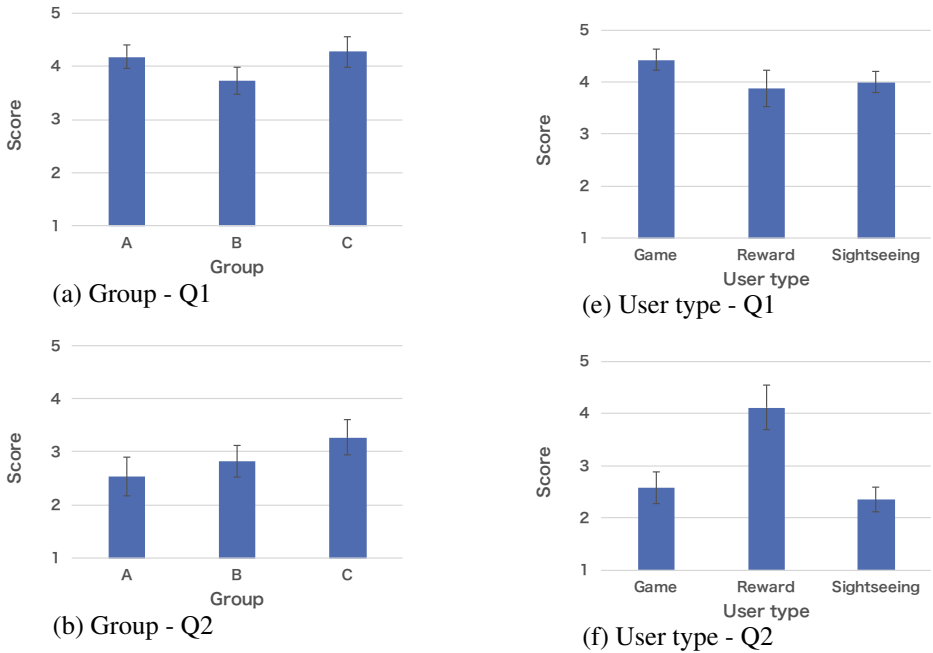 5
4
3
2
1
Score
A B C
Group
(a) Group - Q1
5
4
3
2
1
Score
Game Reward Sightseeing
User type
(e) User type - Q1
5
4
3
2
1
Score
A B C
Group
(b) Group - Q2
5
4
3
2
1
Score
Game Reward Sightseeing
User type
(f) User type - Q2